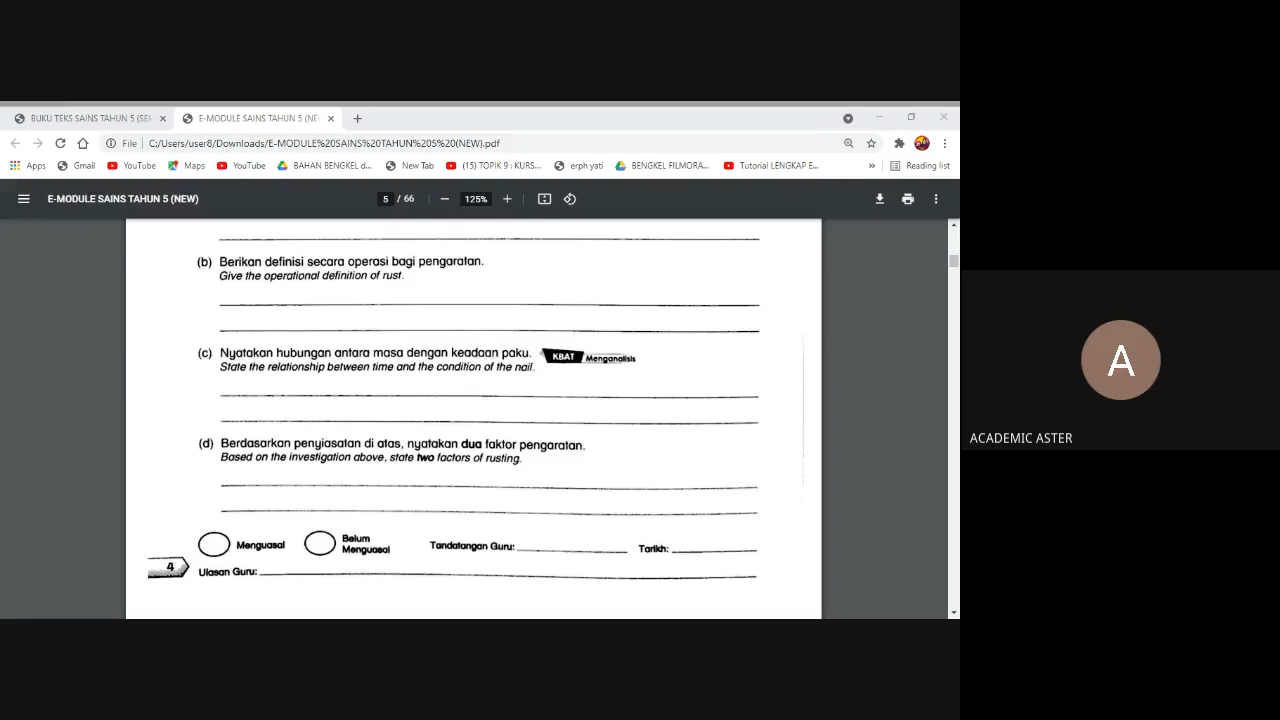 BUKU TEKS SAINS TAHUN 5 (SEI
E-MODULE SAINS TAHUN 5 (NE
File
C:/Users/user8/Downloads/E-MODULE%20SAINS%20TAHUN%205%20(NEW).pdf
Apps
Gmail
YouTube
Maps
YouTube
BAHAN BENGKEL d...
New Tab
(15) TOPIK 9 : KURS...
erph yati
BENGKEL FILMORA...
Tutorial LENGKAP E...
»
Reading list
E-MODULE SAINS TAHUN 5 (NEW)
5 / 66
125%
(b) Berikan definisi secara operasi bagi pengaratan.
Give the operational definition of rust.
(c) Nyatakan hubungan antara masa dengan keadaan paku. KBAT Menganalisis
State the relationship between time and the condition of the nail.
(d) Berdasarkan penyiasatan di atas, nyatakan dua faktor pengaratan.
Based on the investigation above, state two factors of rusting.
Menguasai
Belum
Menguasai
Tandatangan Guru:
Tarikh:
4
Ulasan Guru:
A
ACADEMIC ASTER